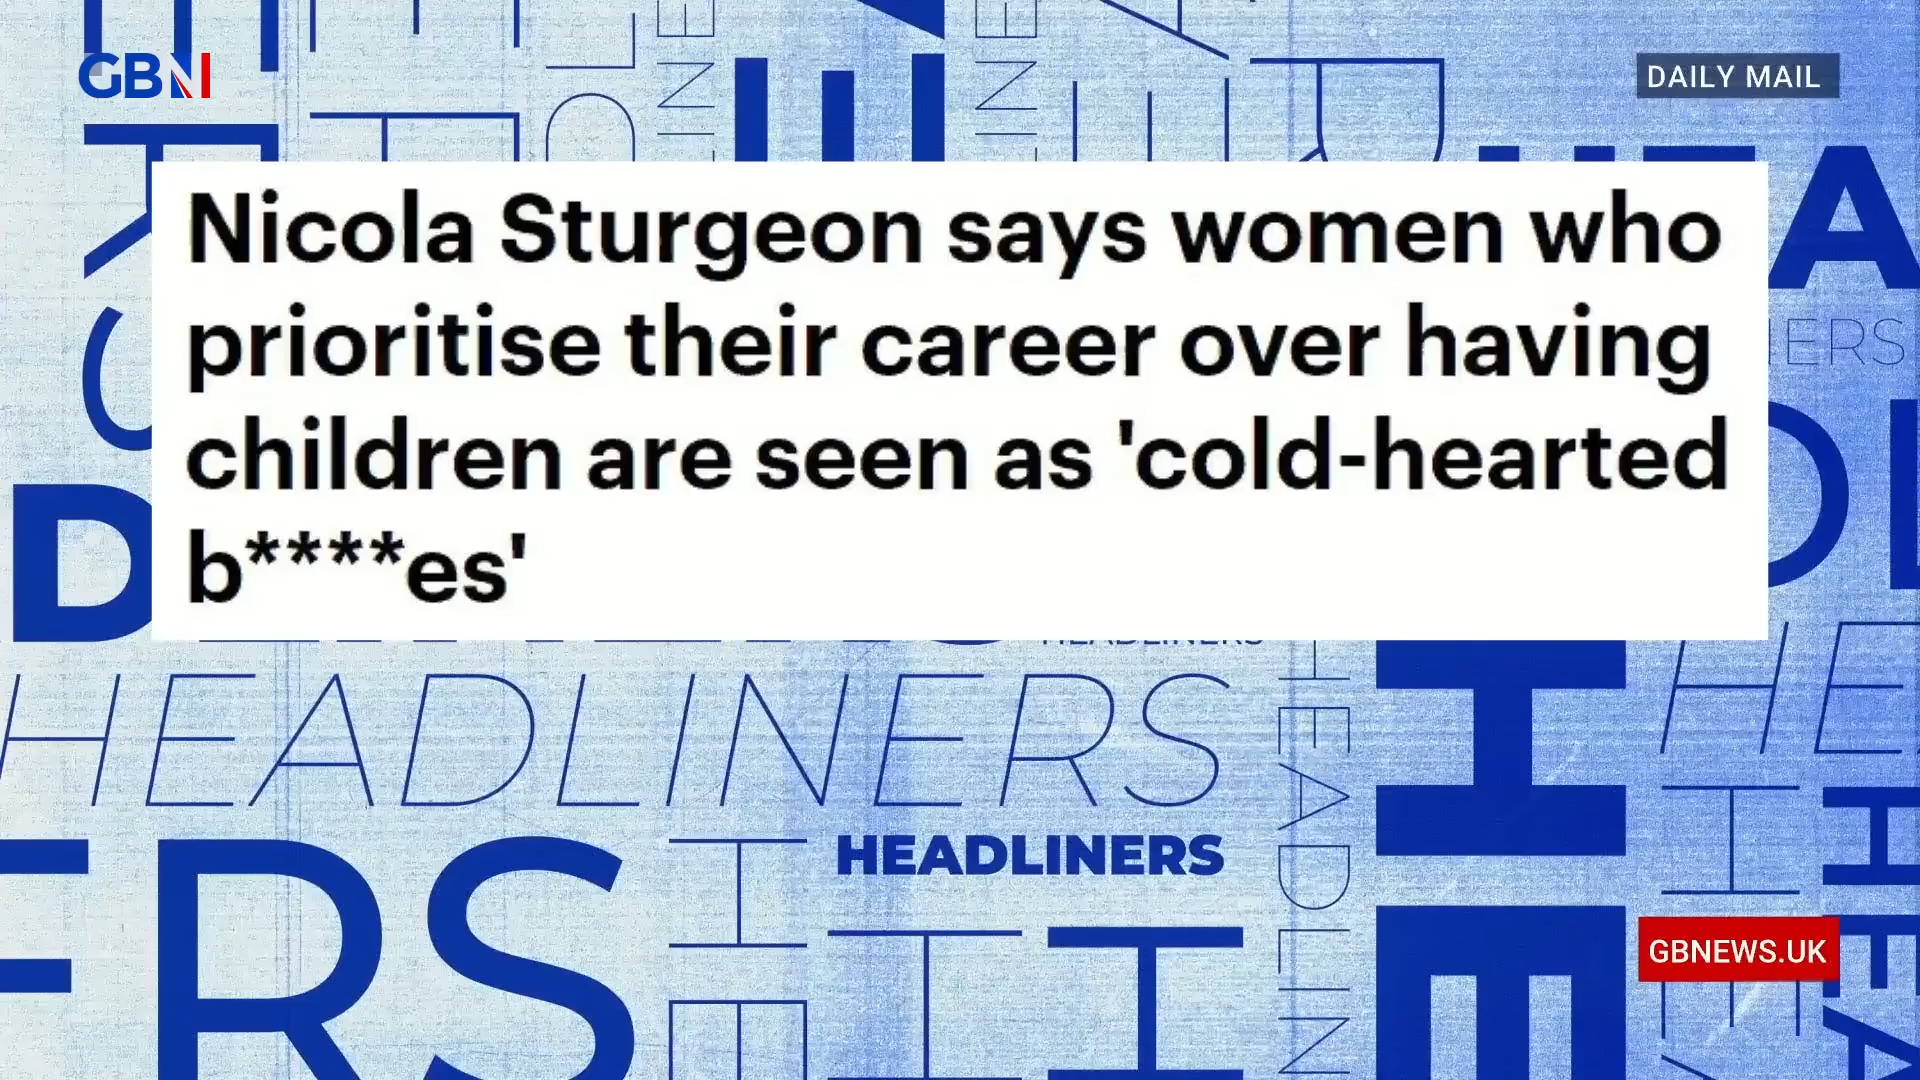 GBN
DAILY MAIL
Nicola Sturgeon says women who
prioritise their career over having
children are seen as 'cold-hearted
b****es'
HEADLINERS
HEADLINERS
HEADLINERS
GBNEWS.UK